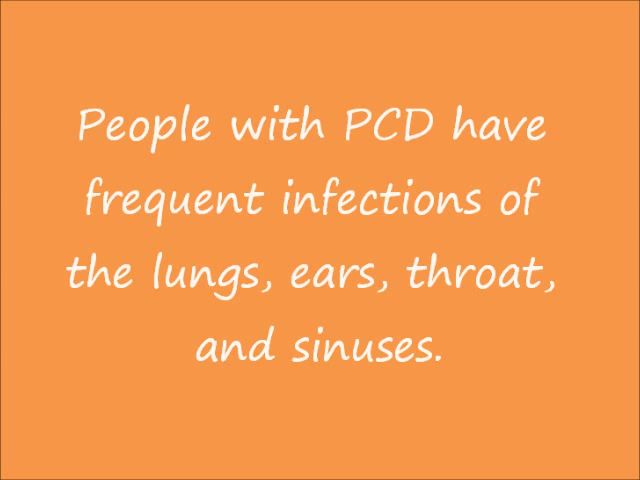 People with PCD have
frequent infections of
the lungs, ears, throat,
and sinuses.